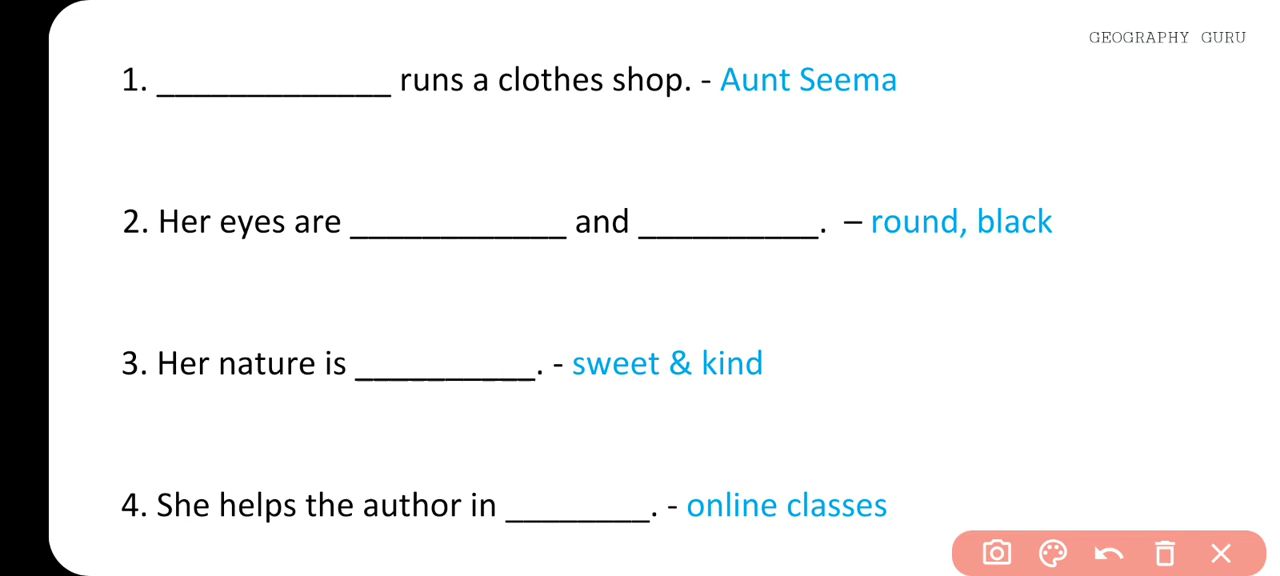 GEOGRAPHY GURU
1. _____________ runs a clothes shop. - Aunt Seema
2. Her eyes are ____________ and __________. – round, black
3. Her nature is __________. - sweet & kind
4. She helps the author in ________. - online classes